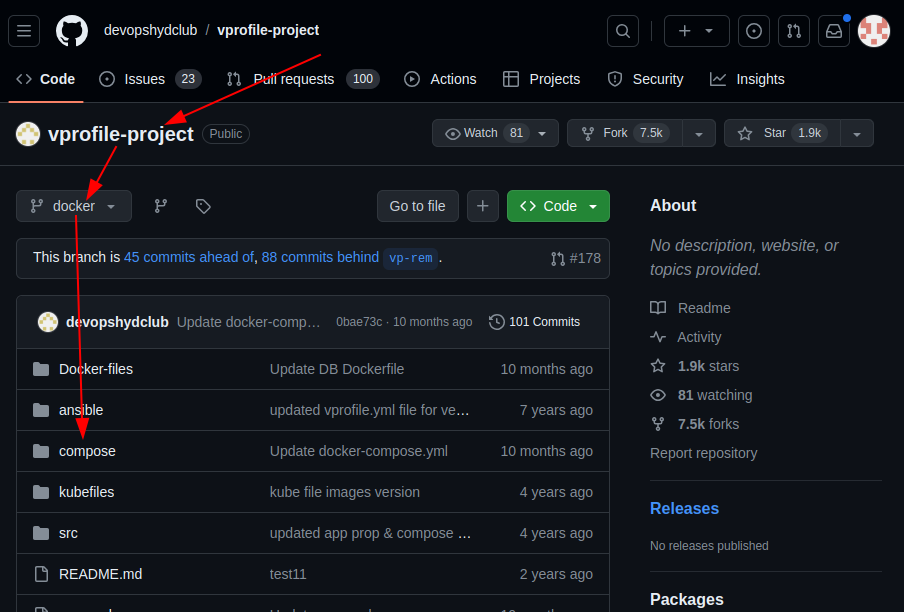 devopshydclub / vprofile-project
Code Issues 23 Pull requests 100 Actions Projects Security Insights
vprofile-project Public
Watch 81 Fork 7.5k Star 1.9k
docker Go to file Code
This branch is 45 commits ahead of, 88 commits behind vp-rem. #178
devopshydclub Update docker-comp… 0bae73c · 10 months ago 101 Commits
Docker-files Update DB Dockerfile 10 months ago
ansible updated vprofile.yml file for ve… 7 years ago
compose Update docker-compose.yml 10 months ago
kubefiles kube file images version 4 years ago
src updated app prop & compose … 4 years ago
README.md test11 2 years ago
About
No description, website, or
topics provided.
Readme
Activity
1.9k stars
81 watching
7.5k forks
Report repository
Releases
No releases published
Packages